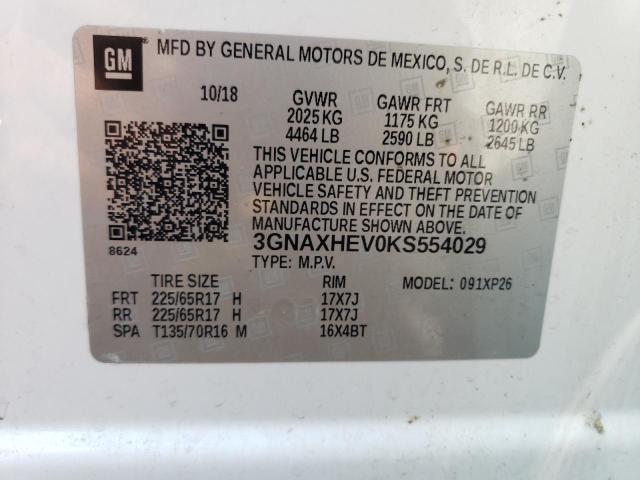 GM
MFD BY GENERAL MOTORS DE MEXICO, S. DE R.L. DE C.V.
10/18 GVWR GAWR FRT GAWR RR
2025 KG 1175 KG 1200 KG
4464 LB 2590 LB 2645 LB
THIS VEHICLE CONFORMS TO ALL
APPLICABLE U.S. FEDERAL MOTOR
VEHICLE SAFETY AND THEFT PREVENTION
STANDARDS IN EFFECT ON THE DATE OF
MANUFACTURE SHOWN ABOVE.
8624 3GNAXHEV0KS554029
TYPE: M.P.V.
TIRE SIZE RIM MODEL: 091XP26
FRT 225/65R17 H 17X7J
RR 225/65R17 H 17X7J
SPA T135/70R16 M 16X4BT